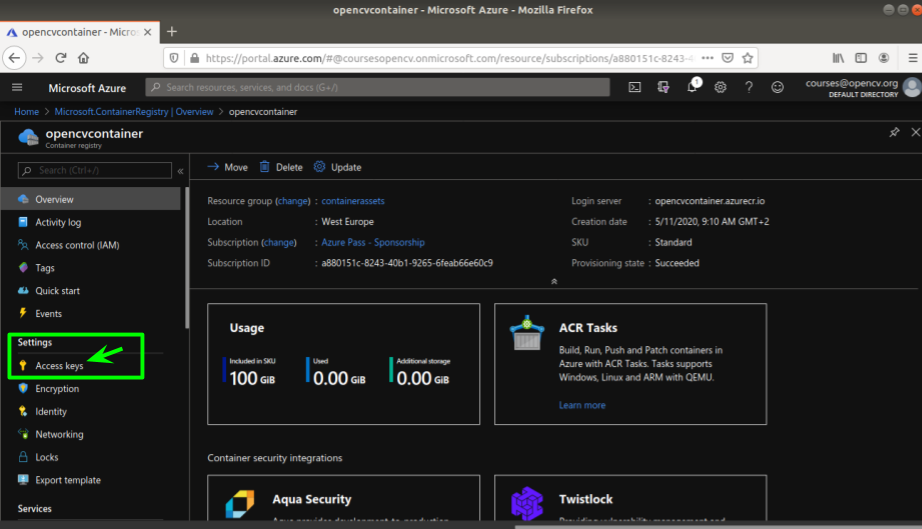 opencvcontainer - Microsoft Azure - Mozilla Firefox
opencvcontainer - Micros
https://portal.azure.com/#@coursesopencv.onmicrosoft.com/resource/subscriptions/a880151c-8243-4
Microsoft Azure
Search resources, services, and docs (G+/)
1
courses@opencv.org
DEFAULT DIRECTORY
Home > Microsoft.ContainerRegistry | Overview > opencvcontainer
opencvcontainer
Container registry
Search (Ctrl+/)
Overview
Activity log
Access control (IAM)
Tags
Quick start
Events
Settings
Access keys
Encryption
Identity
Networking
Locks
Export template
Services
Move Delete Update
Resource group (change) : containerassets
Location : West Europe
Subscription (change) : Azure Pass - Sponsorship
Subscription ID : a880151c-8243-40b1-9265-6feab66e60c9
Login server : opencvcontainer.azurecr.io
Creation date : 5/11/2020, 9:10 AM GMT+2
SKU : Standard
Provisioning state : Succeeded
Usage
Included in SKU
100 GiB
Used
0.00 GiB
Additional storage
0.00 GiB
ACR Tasks
Build, Run, Push and Patch containers in
Azure with ACR Tasks. Tasks supports
Windows, Linux and ARM with QEMU.
Learn more
Container security integrations
Aqua Security
Twistlock